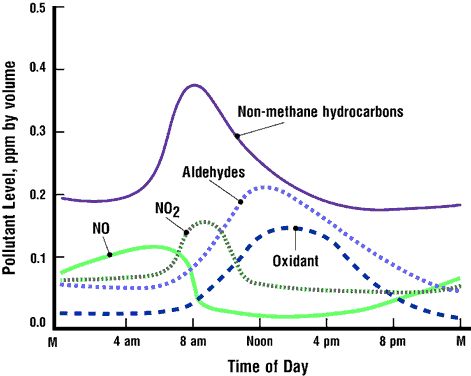 0.5
0.4
0.3
0.2
0.1
0.0
Pollutant Level, ppm by volume
Non-methane hydrocarbons
Aldehydes
NO2
NO
Oxidant
M 4 am 8 am Noon 4 pm 8 pm M
Time of Day